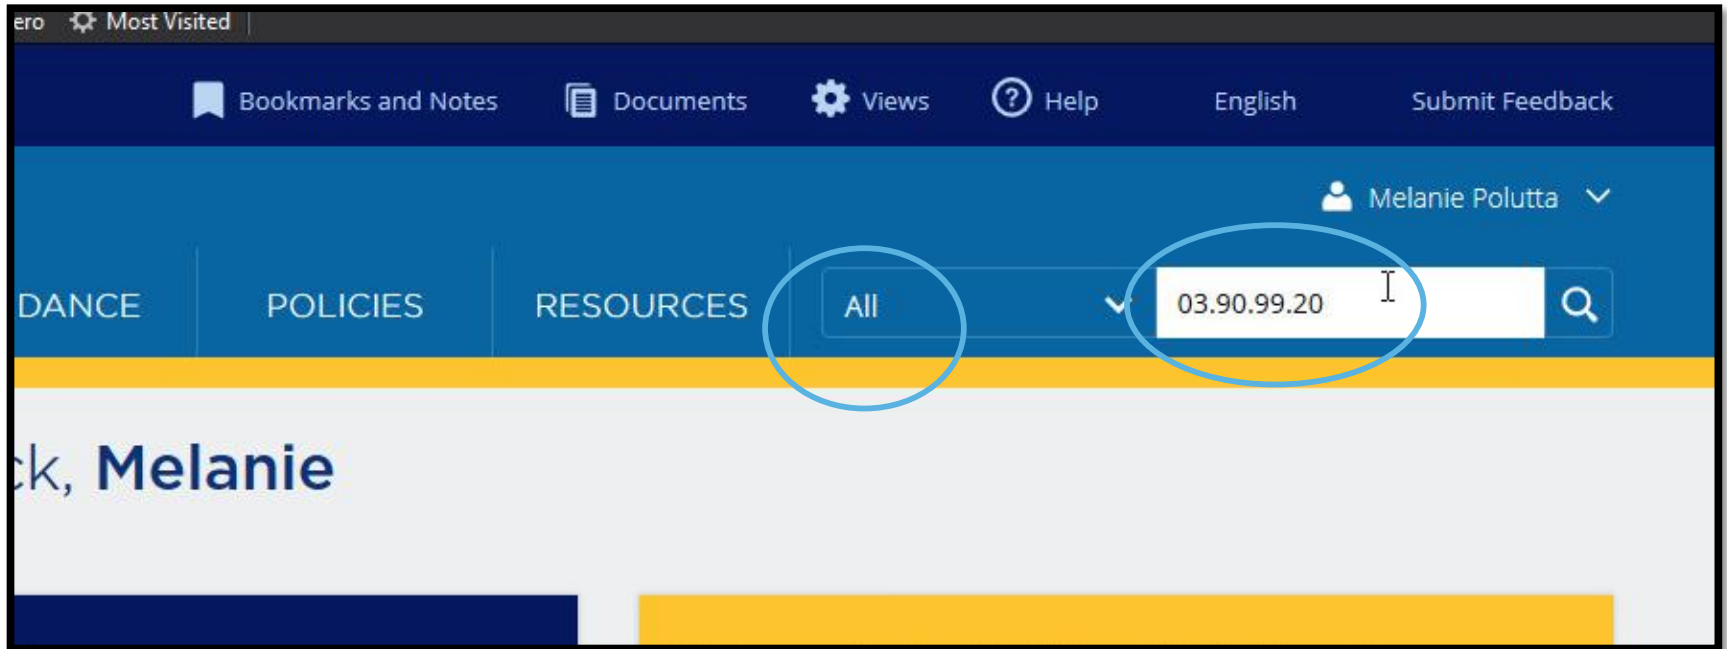 ero Most Visited
Bookmarks and Notes Documents Views Help English Submit Feedback
Melanie Polutta
DANCE POLICIES RESOURCES All 03.90.99.20
ck, Melanie